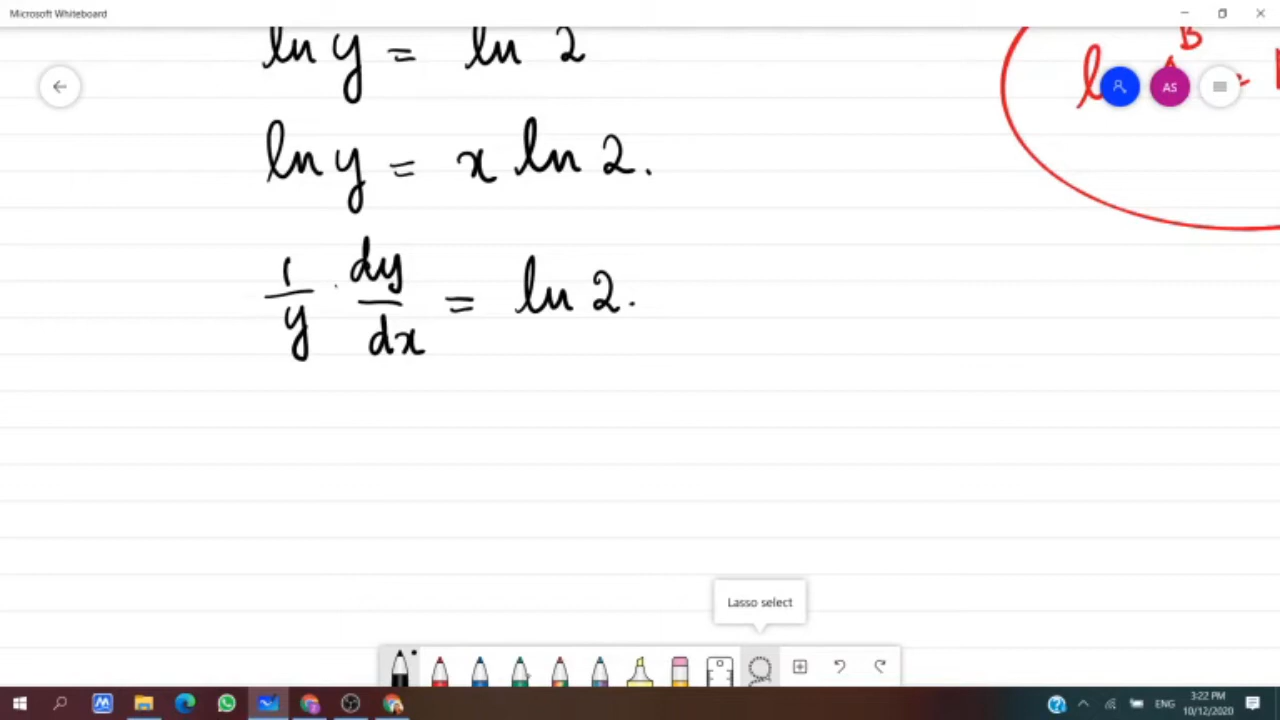 Microsoft Whiteboard
ln y = ln 2
B
AS
ln y = x ln 2.
1/y · dy/dx = ln 2.
Lasso select
ENG
3:22 PM
10/12/2020